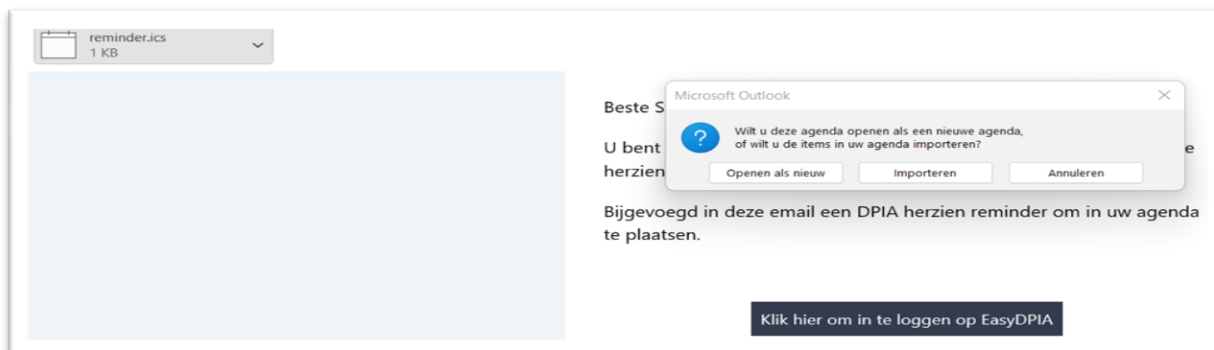 reminder.ics
1 KB
Beste S
Microsoft Outlook
Wilt u deze agenda openen als een nieuwe agenda,
of wilt u de items in uw agenda importeren?
Openen als nieuw Importeren Annuleren
U bent e
herzien
Bijgevoegd in deze email een DPIA herzien reminder om in uw agenda
te plaatsen.
Klik hier om in te loggen op EasyDPIA